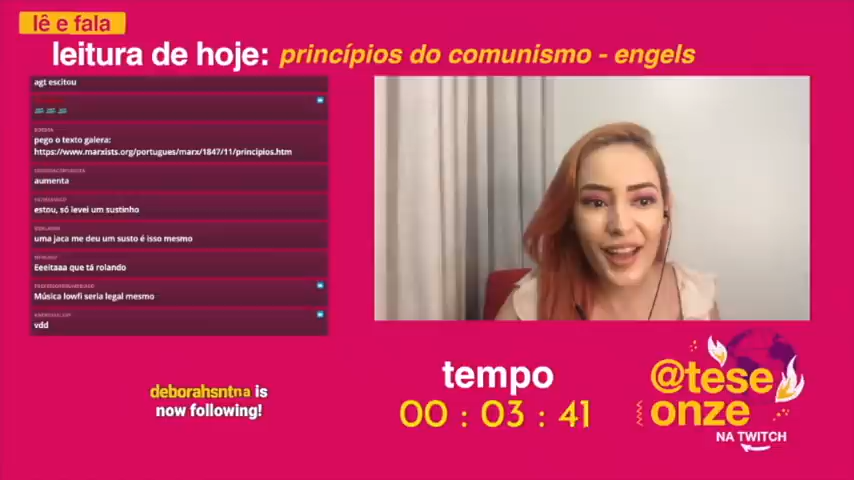 lê e fala
leitura de hoje: princípios do comunismo - engels
agt escitou
pego o texto galera:
https://www.marxists.org/portugues/marx/1847/11/principios.htm
aumenta
estou, só levei um sustinho
uma jaca me deu um susto é isso mesmo
Eeeitaaa que tá rolando
Música lowfi seria legal mesmo
vdd
deborahsntna is
now following!
tempo
00 : 03 : 41
@tese
onze
NA TWITCH